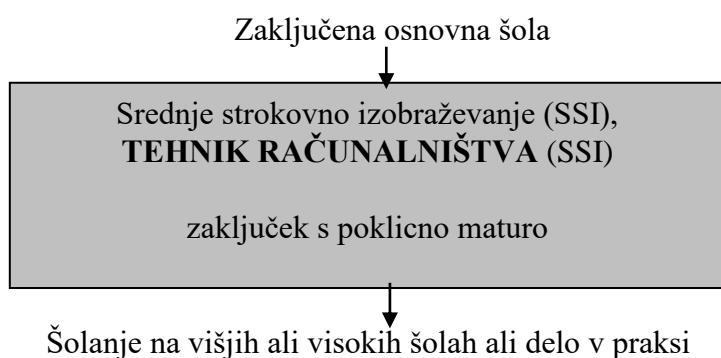 Zaključena osnovna šola
Srednje strokovno izobraževanje (SSI),
TEHNIK RAČUNALNIŠTVA (SSI)
zaključek s poklicno maturo
Šolanje na višjih ali visokih šolah ali delo v praksi